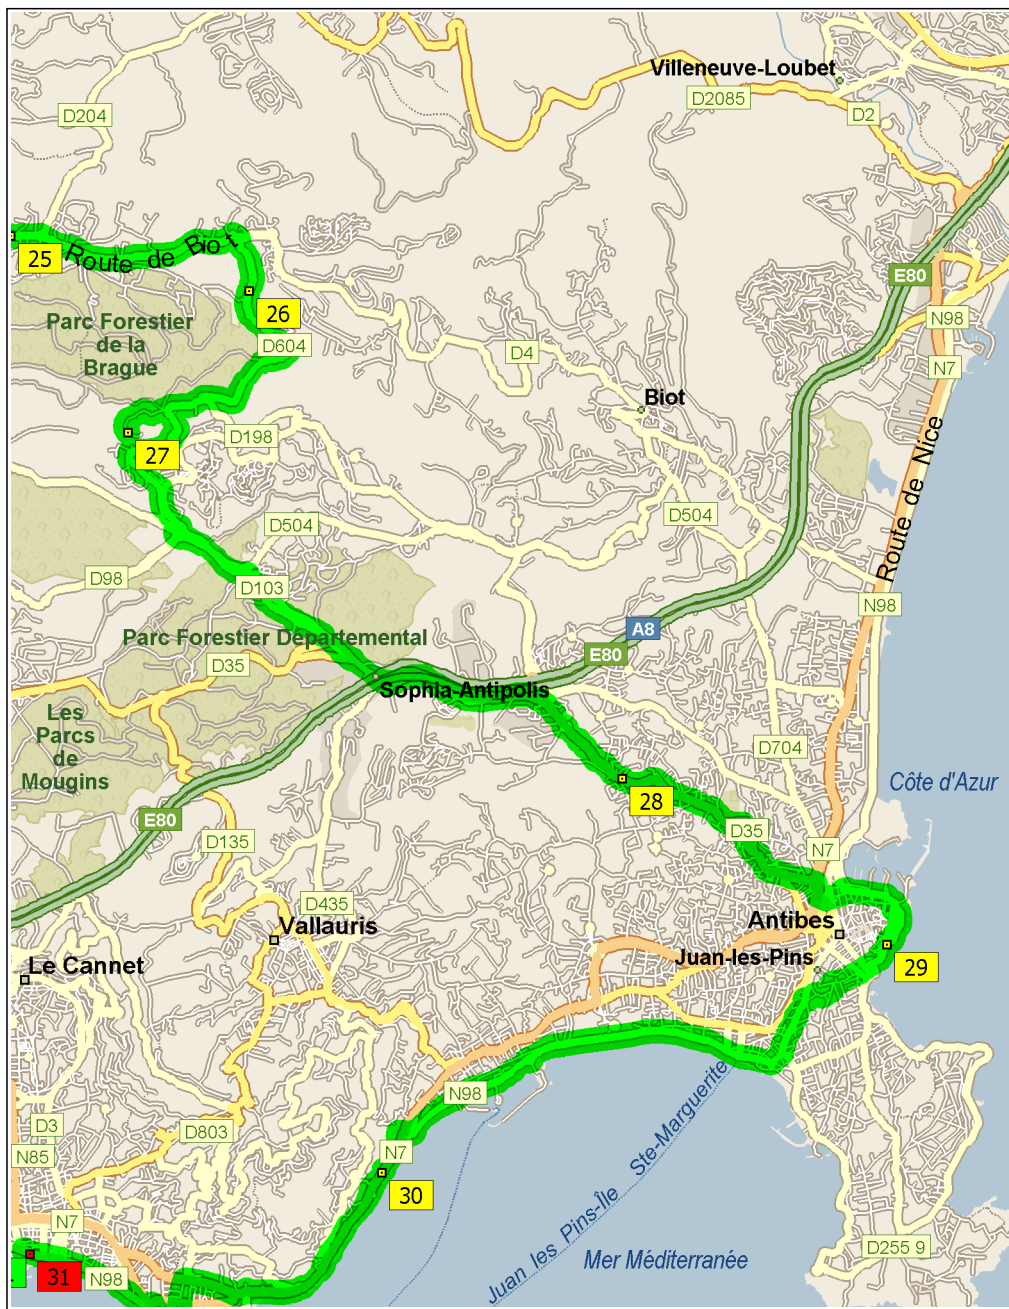 Villeneuve-Loubet
D2085
D2
D204
25
Route de Biot
E80
26
Parc Forestier
de la
Brague
D604
N98
D4
N7
Biot
D198
27
Route de Nice
D504
D504
D98
D103
N98
A8
Parc Forestier Départemental
E80
D35
Sophia-Antipolis
Les
Parcs
de
Mougins
D704
Côte d'Azur
28
E80
D35
D135
N7
D435
Antibes
Vallauris
Juan-les-Pins
Le Cannet
29
N98
D3
D803
N7
N85
30
Juan les Pins-Île Ste-Marguerite
N7
D255 9
Mer Méditerranée
31
N98